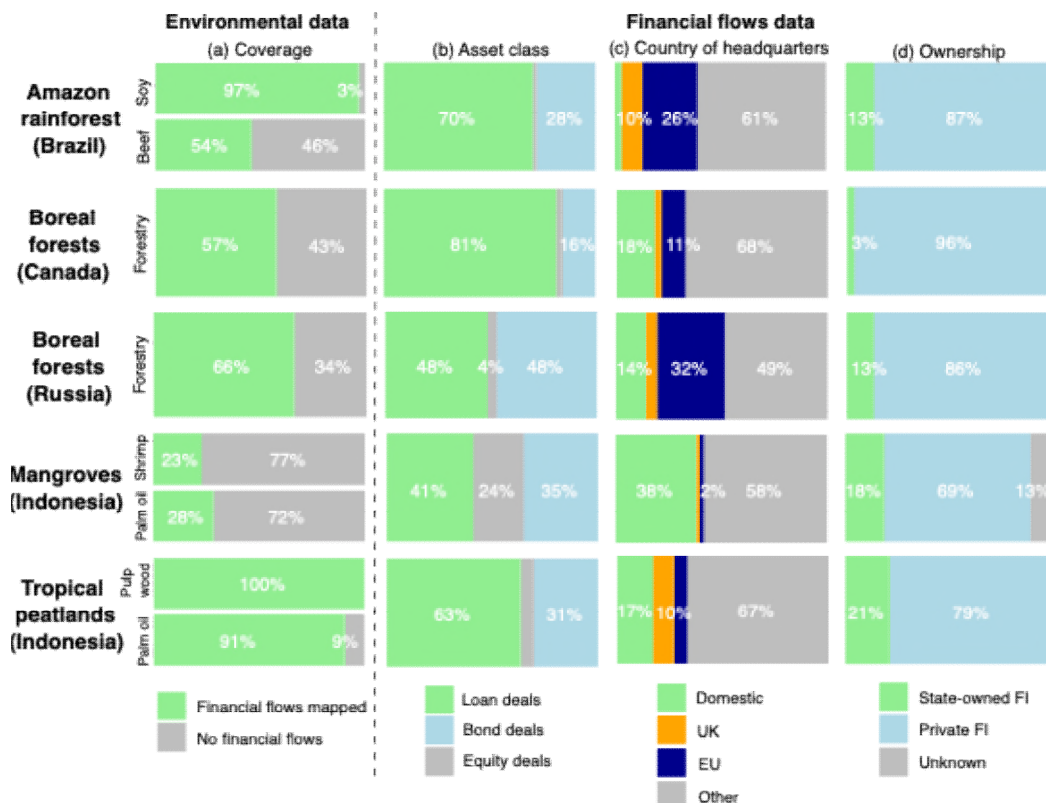 Environmental data
Financial flows data
(a) Coverage
(b) Asset class
(c) Country of headquarters
(d) Ownership
Amazon
rainforest
(Brazil)
Soy
97%
3%
Beef
54%
46%
70%
28%
10%
26%
61%
13%
87%
Boreal
forests
(Canada)
Forestry
57%
43%
81%
16%
18%
11%
68%
3%
96%
Boreal
forests
(Russia)
Forestry
66%
34%
48%
4%
48%
14%
32%
49%
13%
86%
Mangroves
(Indonesia)
Shrimp
23%
77%
Palm oil
28%
72%
41%
24%
35%
38%
2%
58%
18%
69%
13%
Tropical
peatlands
(Indonesia)
Pulp
wood
100%
Palm oil
91%
9%
63%
31%
17%
10%
67%
21%
79%
Financial flows mapped
No financial flows
Loan deals
Bond deals
Equity deals
Domestic
UK
EU
Other
State-owned FI
Private FI
Unknown